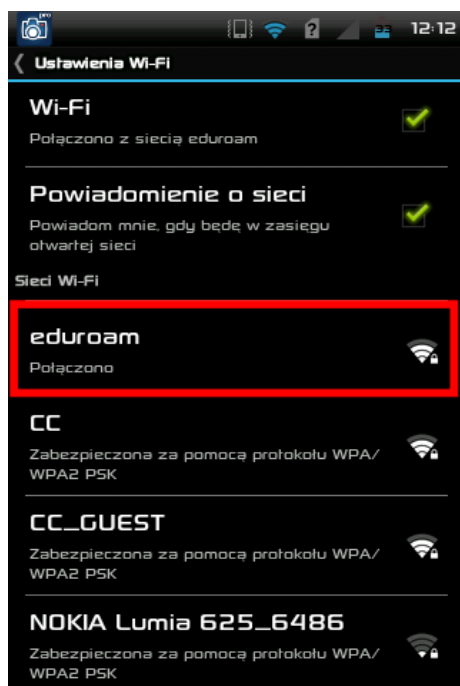 pro
12:12
Ustawienia Wi-Fi
Wi-Fi
Połączono z siecią eduroam
Powiadomienie o sieci
Powiadom mnie, gdy będę w zasięgu
otwartej sieci
Sieci Wi-Fi
eduroam
Połączono
CC
Zabezpieczona za pomocą protokołu WPA/
WPA2 PSK
CC_GUEST
Zabezpieczona za pomocą protokołu WPA/
WPA2 PSK
NOKIA Lumia 625_6486
Zabezpieczona za pomocą protokołu WPA/
WPA2 PSK